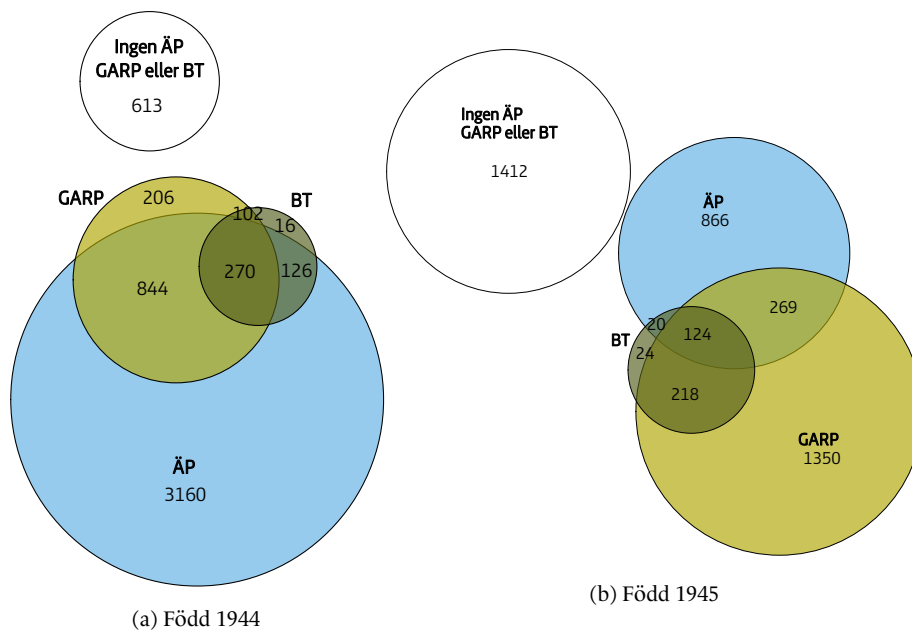 Ingen ÄP
GARP eller BT
613
GARP
206
102
BT
16
270
126
844
ÄP
3160
(a) Född 1944
Ingen ÄP
GARP eller BT
1412
ÄP
866
269
20
124
BT
24
218
GARP
1350
(b) Född 1945